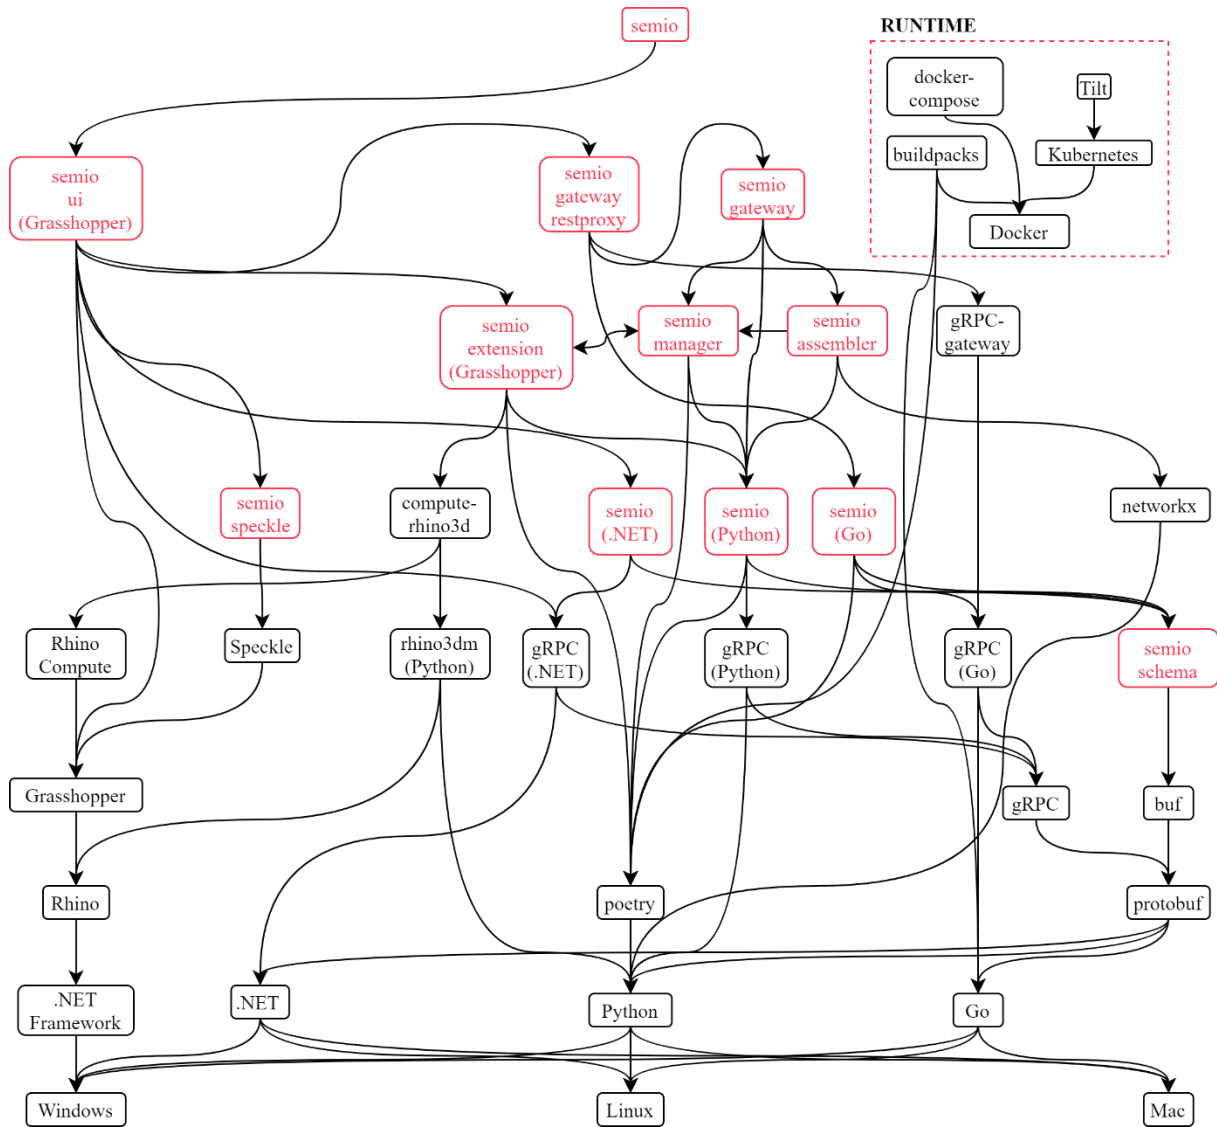 semio
RUNTIME
docker-
compose
Tilt
buildpacks
Kubernetes
Docker
semio
ui
(Grasshopper)
semio
gateway
restproxy
semio
gateway
semio
extension
(Grasshopper)
semio
manager
semio
assembler
gRPC-
gateway
semio
speckle
compute-
rhino3d
semio
(.NET)
semio
(Python)
semio
(Go)
networkx
Rhino
Compute
Speckle
rhino3dm
(Python)
gRPC
(.NET)
gRPC
(Python)
gRPC
(Go)
semio
schema
Grasshopper
gRPC
buf
Rhino
poetry
protobuf
.NET
Framework
.NET
Python
Go
Windows
Linux
Mac